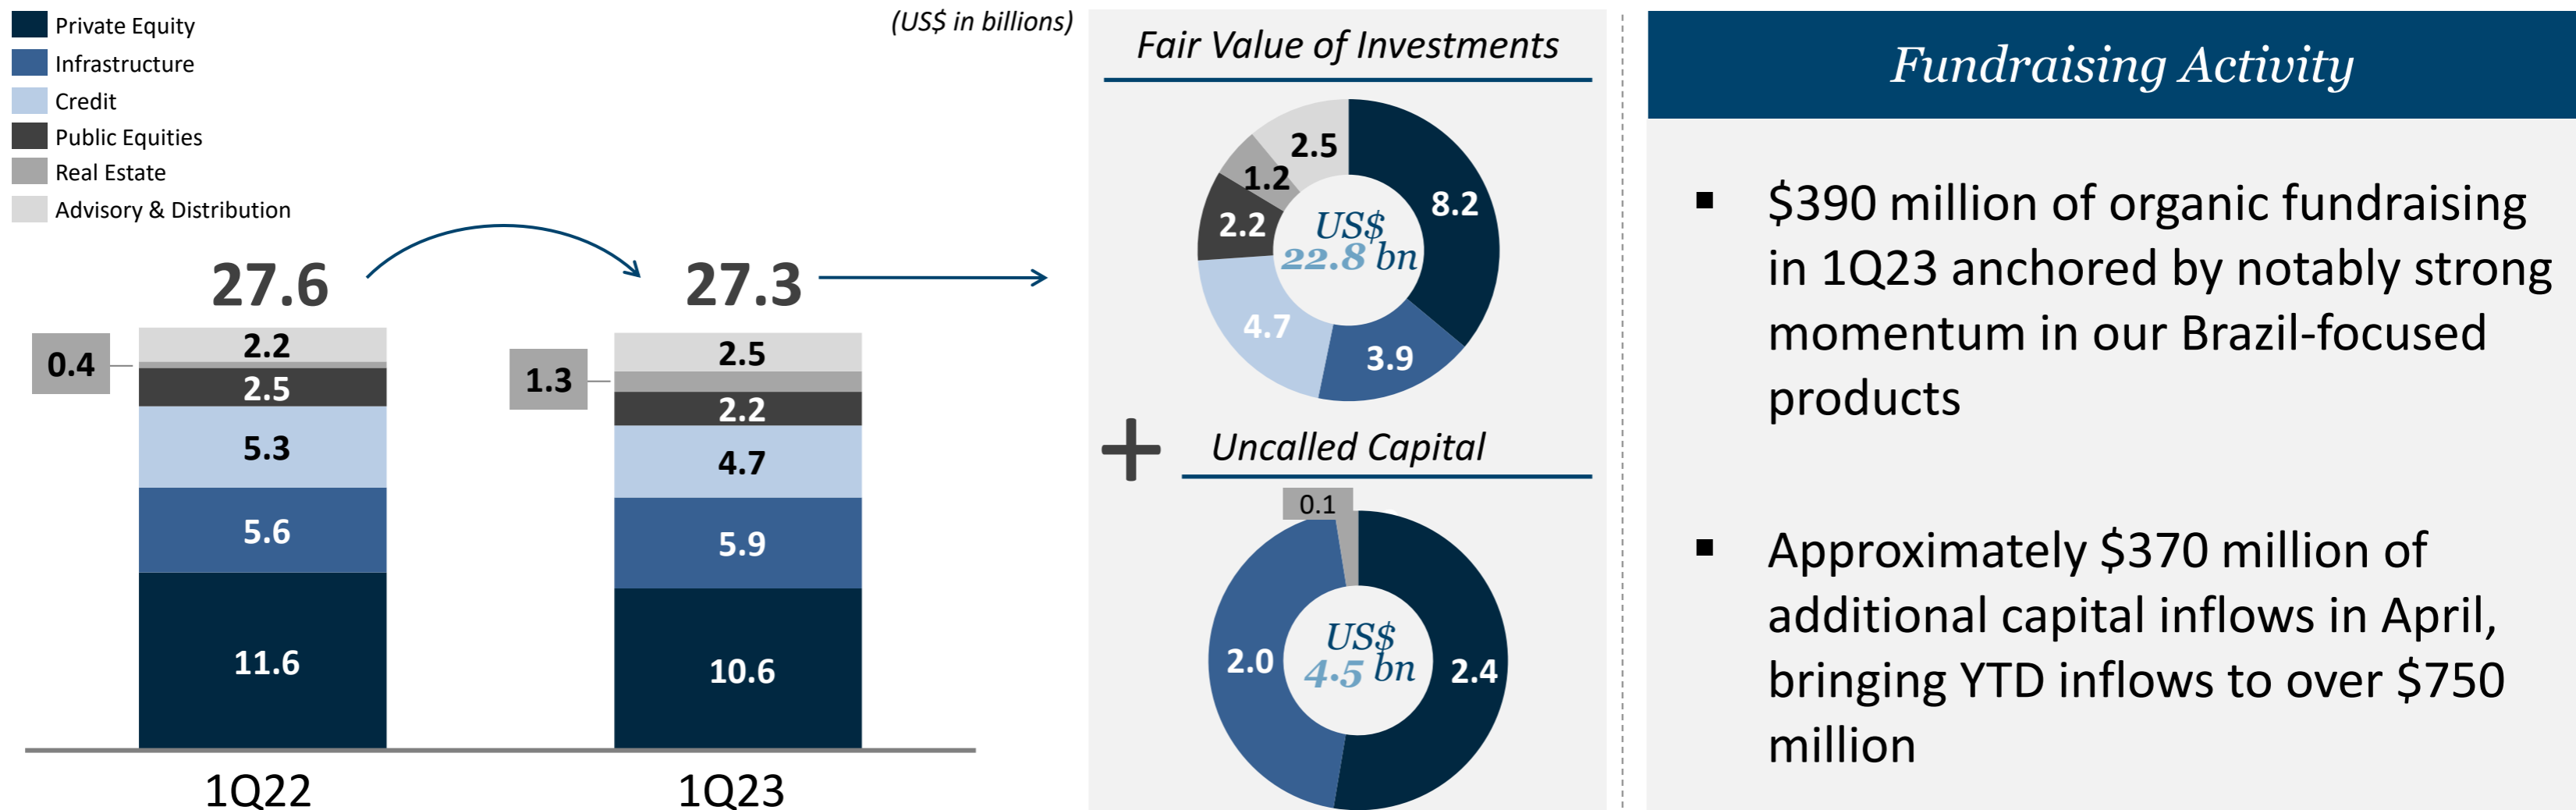 Private Equity
Infrastructure
Credit
Public Equities
Real Estate
Advisory & Distribution
(US$ in billions)
27.6
27.3
0.4
2.2
2.5
5.3
5.6
11.6
1.3
2.5
2.2
4.7
5.9
10.6
1Q22
1Q23
Fair Value of Investments
2.5
1.2
2.2
4.7
3.9
8.2
US$
22.8 bn
+
Uncalled Capital
0.1
2.0
2.4
US$
4.5 bn
Fundraising Activity
▪ $390 million of organic fundraising
in 1Q23 anchored by notably strong
momentum in our Brazil-focused
products
▪ Approximately $370 million of
additional capital inflows in April,
bringing YTD inflows to over $750
million